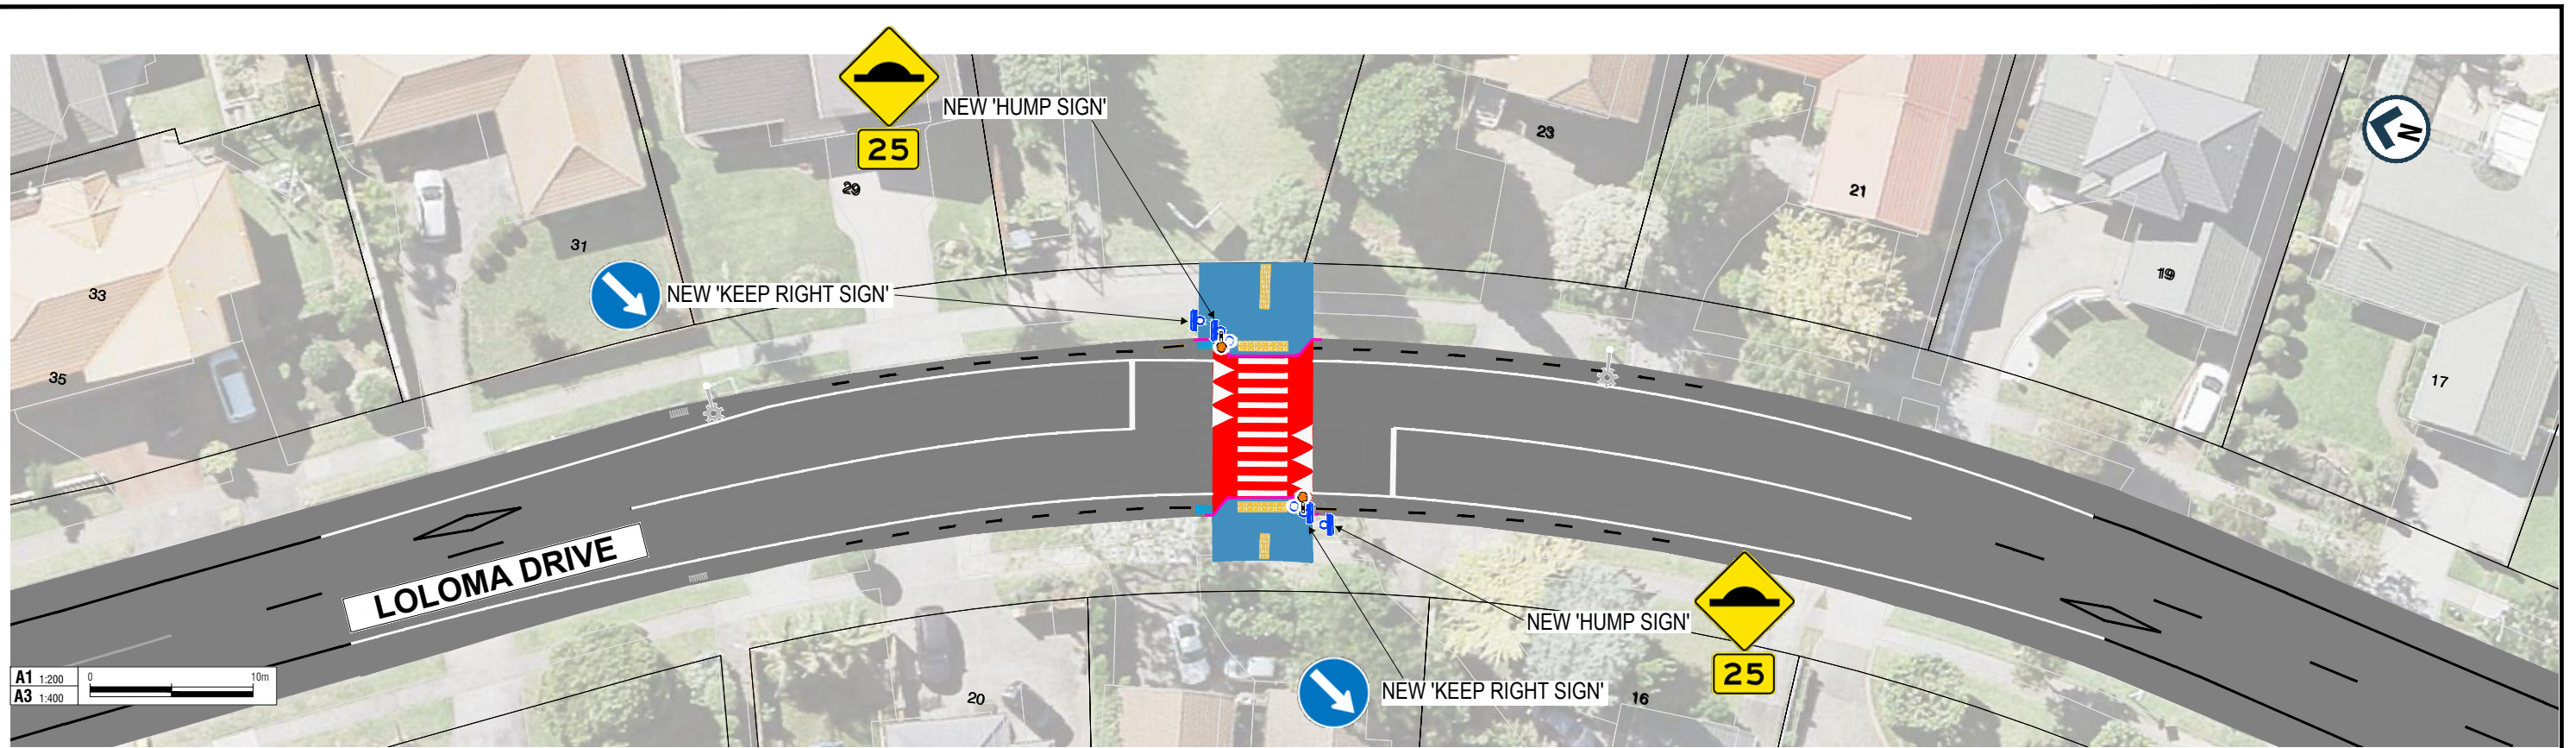 NEW 'HUMP SIGN'
25
N
23
29
21
31
19
33
NEW 'KEEP RIGHT SIGN'
35
17
LOLOMA DRIVE
NEW 'HUMP SIGN'
25
A1 1:200
A3 1:400
0 10m
20
NEW 'KEEP RIGHT SIGN'
16